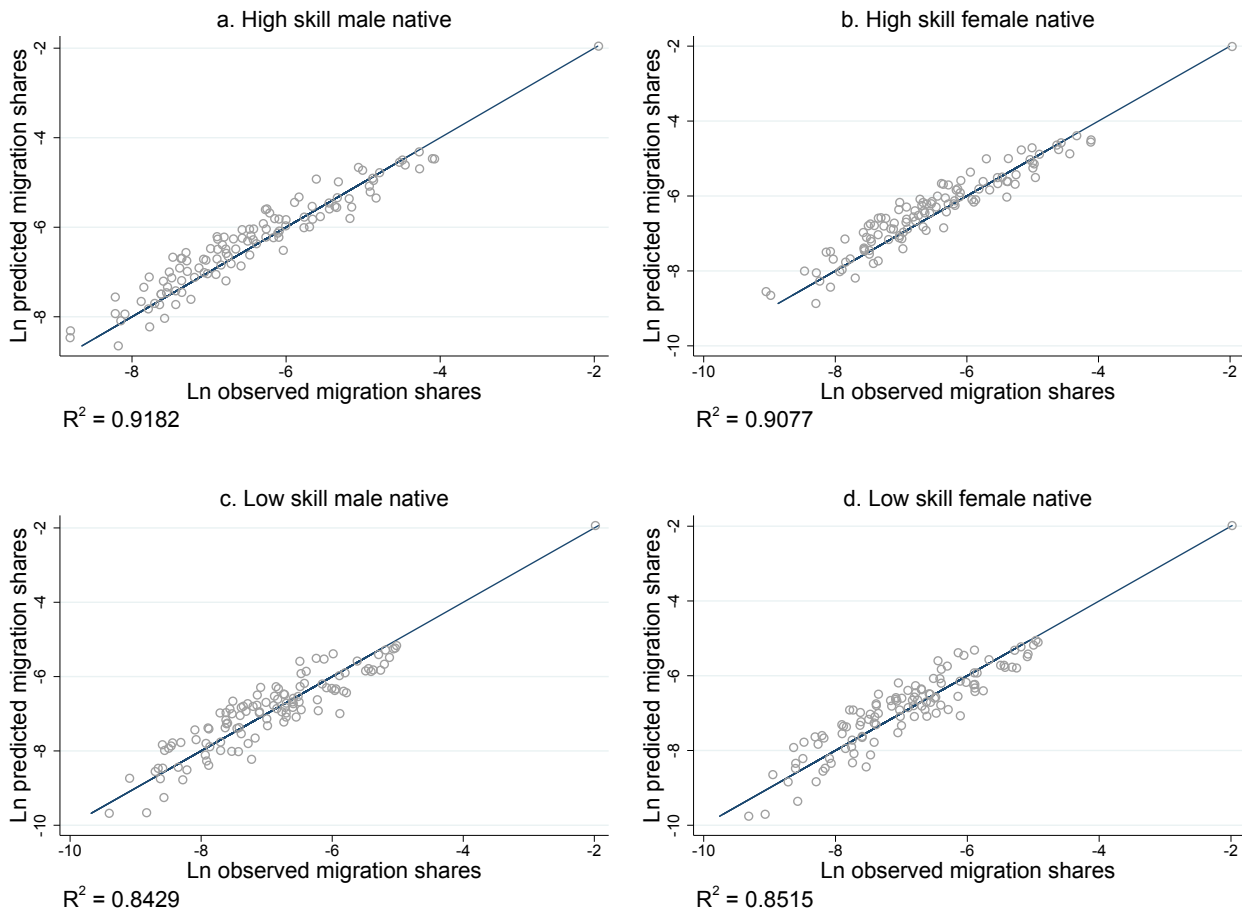 a. High skill male native
Ln predicted migration shares
-2
-4
-6
-8
-8
-6
-4
-2
Ln observed migration shares
R² = 0.9182
b. High skill female native
Ln predicted migration shares
-2
-4
-6
-8
-10
-10
-8
-6
-4
-2
Ln observed migration shares
R² = 0.9077
c. Low skill male native
Ln predicted migration shares
-2
-4
-6
-8
-10
-10
-8
-6
-4
-2
Ln observed migration shares
R² = 0.8429
d. Low skill female native
Ln predicted migration shares
-2
-4
-6
-8
-10
-10
-8
-6
-4
-2
Ln observed migration shares
R² = 0.8515